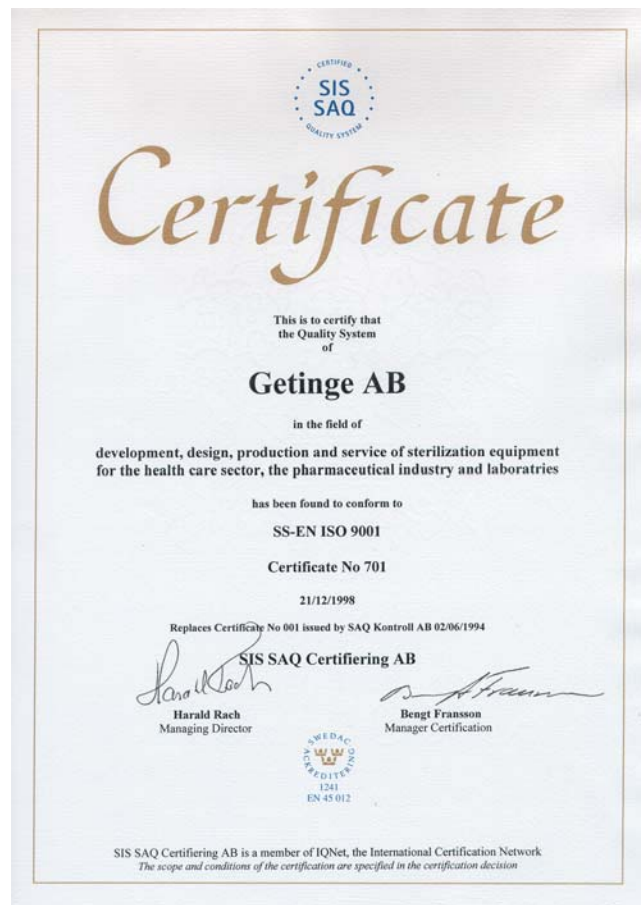 CERTIFIED
SIS
SAQ
QUALITY SYSTEM
Certificate
This is to certify that
the Quality System
of
Getinge AB
in the field of
development, design, production and service of sterilization equipment
for the health care sector, the pharmaceutical industry and laboratries
has been found to conform to
SS-EN ISO 9001
Certificate No 701
21/12/1998
Replaces Certificate No 001 issued by SAQ Kontroll AB 02/06/1994
SIS SAQ Certifiering AB
Harald Rach
Bengt Fransson
Managing Director
Manager Certification
SWEDAC
ACKREDITERING
1241
EN 45 012
SIS SAQ Certifiering AB is a member of IQNet, the International Certification Network
The scope and conditions of the certification are specified in the certification decision